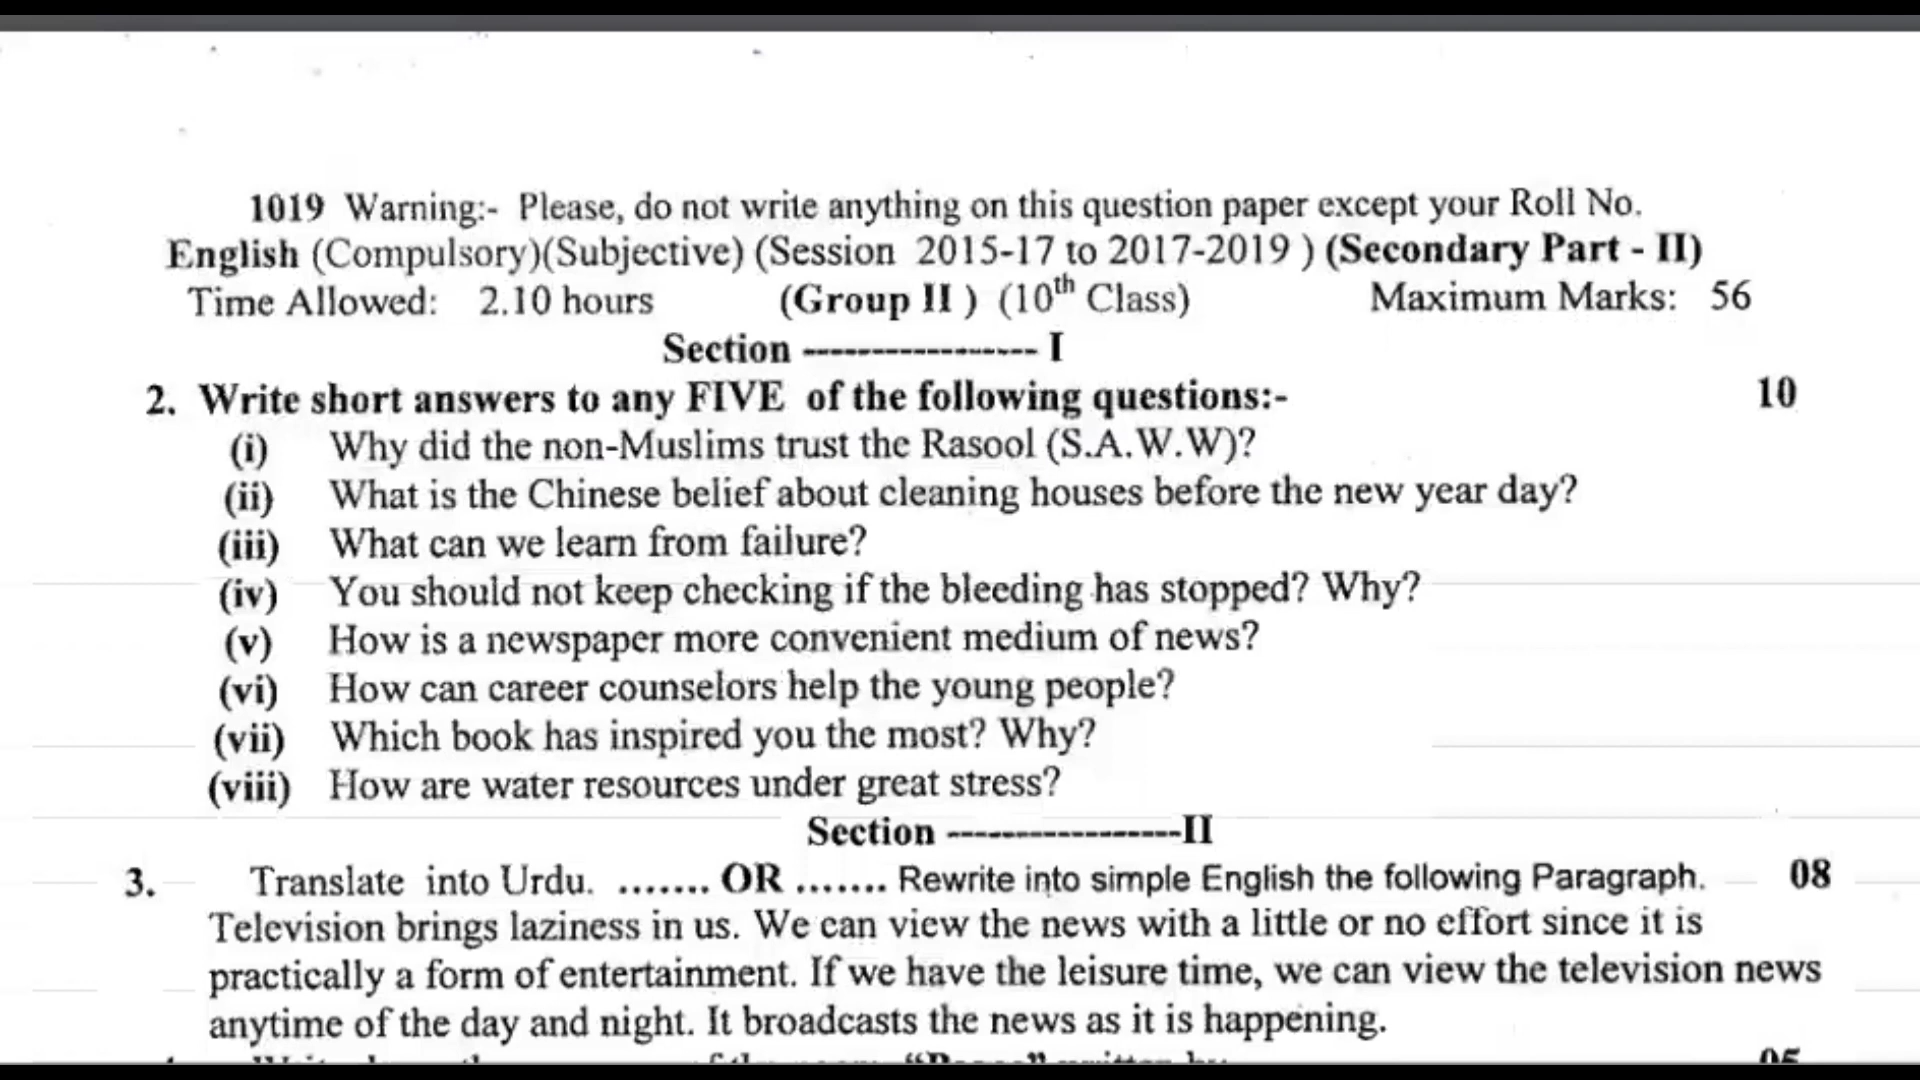 1019 Warning:- Please, do not write anything on this question paper except your Roll No.
English (Compulsory)(Subjective) (Session 2015-17 to 2017-2019 ) (Secondary Part - II)
Time Allowed: 2.10 hours (Group II ) (10th Class) Maximum Marks: 56
Section ------------------ I
2. Write short answers to any FIVE of the following questions:- 10
(i) Why did the non-Muslims trust the Rasool (S.A.W.W)?
(ii) What is the Chinese belief about cleaning houses before the new year day?
(iii) What can we learn from failure?
(iv) You should not keep checking if the bleeding has stopped? Why?
(v) How is a newspaper more convenient medium of news?
(vi) How can career counselors help the young people?
(vii) Which book has inspired you the most? Why?
(viii) How are water resources under great stress?
Section ------------------II
3. Translate into Urdu. ....... OR ....... Rewrite into simple English the following Paragraph. 08
Television brings laziness in us. We can view the news with a little or no effort since it is
practically a form of entertainment. If we have the leisure time, we can view the television news
anytime of the day and night. It broadcasts the news as it is happening.